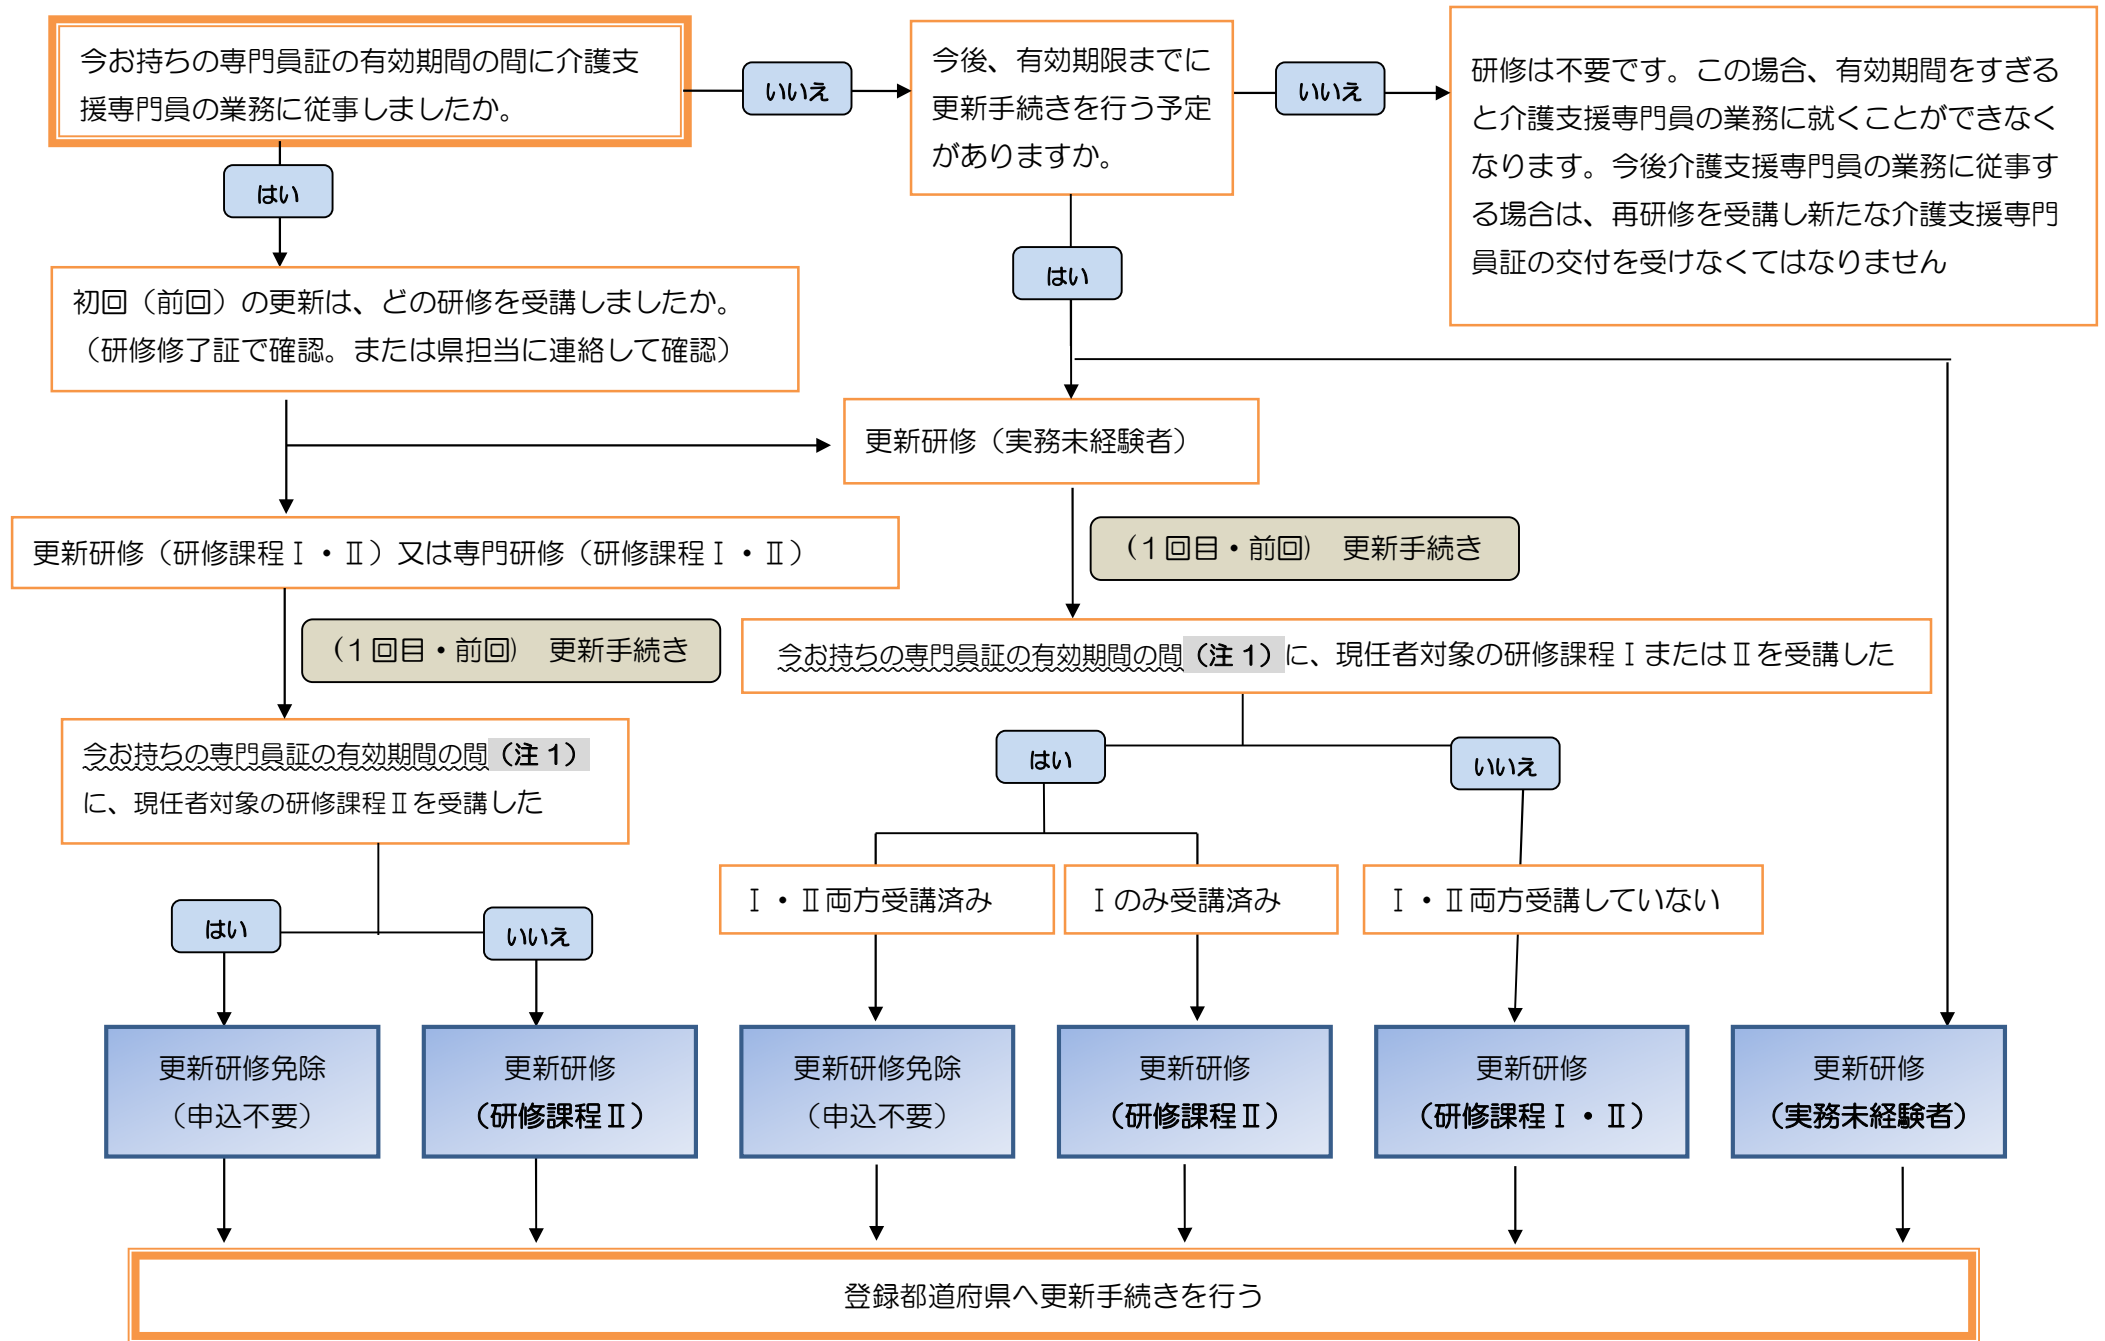 今お持ちの専門員証の有効期間の間に介護支
援専門員の業務に従事しましたか。
いいえ
今後、有効期限までに
更新手続きを行う予定
がありますか。
いいえ
研修は不要です。この場合、有効期間をすぎる
と介護支援専門員の業務に就くことができなく
なります。今後介護支援専門員の業務に従事す
る場合は、再研修を受講し新たな介護支援専門
員証の交付を受けなくてはなりません
はい
はい
初回（前回）の更新は、どの研修を受講しましたか。
（研修修了証で確認。または県担当に連絡して確認）
更新研修（実務未経験者）
更新研修（研修課程Ⅰ・Ⅱ）又は専門研修（研修課程Ⅰ・Ⅱ）
（1回目・前回)　更新手続き
（1回目・前回)　更新手続き
今お持ちの専門員証の有効期間の間（注1）に、現任者対象の研修課程ⅠまたはⅡを受講した
今お持ちの専門員証の有効期間の間（注1）
に、現任者対象の研修課程Ⅱを受講した
はい
いいえ
Ⅰ・Ⅱ両方受講済み
Ⅰのみ受講済み
Ⅰ・Ⅱ両方受講していない
はい
いいえ
更新研修免除
（申込不要）
更新研修
（研修課程Ⅱ）
更新研修免除
（申込不要）
更新研修
（研修課程Ⅱ）
更新研修
（研修課程Ⅰ・Ⅱ）
更新研修
（実務未経験者）
登録都道府県へ更新手続きを行う